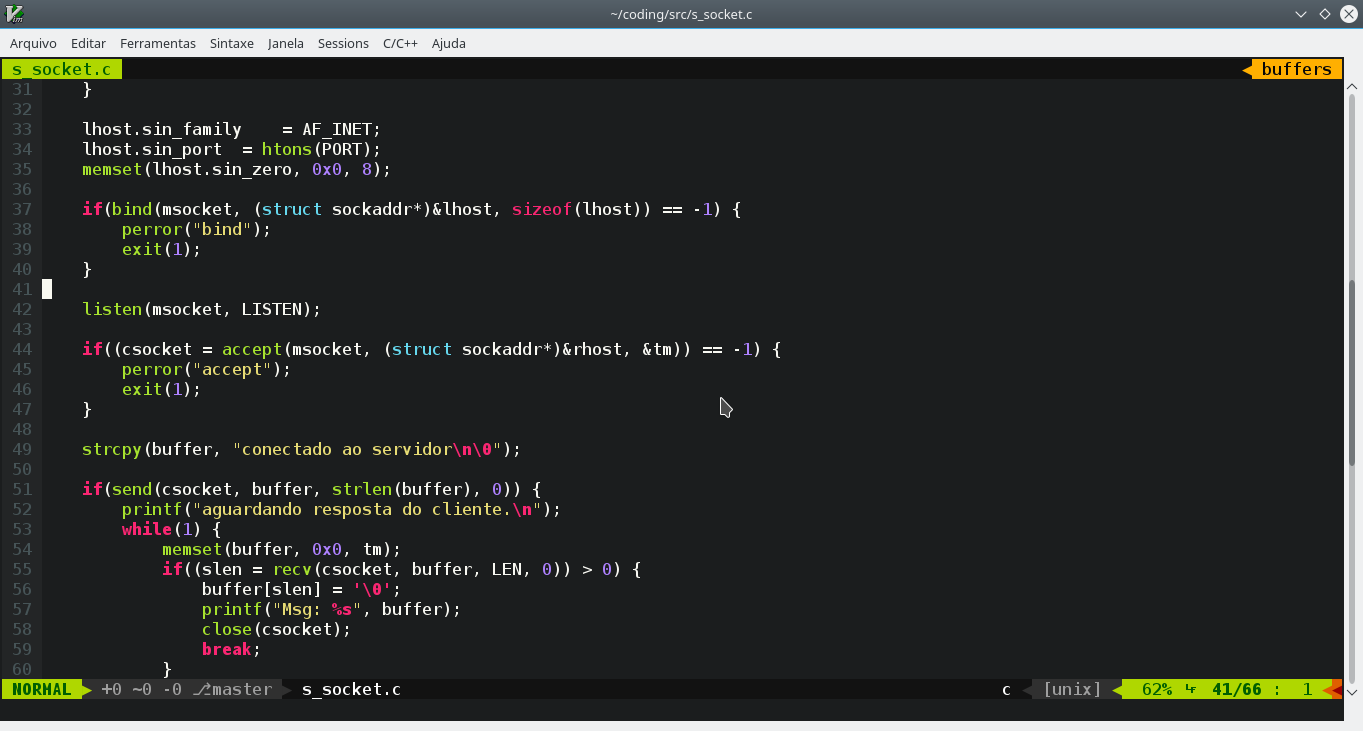 ~/coding/src/s_socket.c
Arquivo Editar Ferramentas Sintaxe Janela Sessions C/C++ Ajuda
s_socket.c buffers
31     }
32
33     lhost.sin_family    = AF_INET;
34     lhost.sin_port  = htons(PORT);
35     memset(lhost.sin_zero, 0x0, 8);
36
37     if(bind(msocket, (struct sockaddr*)&lhost, sizeof(lhost)) == -1) {
38         perror("bind");
39         exit(1);
40     }
41
42     listen(msocket, LISTEN);
43
44     if((csocket = accept(msocket, (struct sockaddr*)&rhost, &tm)) == -1) {
45         perror("accept");
46         exit(1);
47     }
48
49     strcpy(buffer, "conectado ao servidor\n\0");
50
51     if(send(csocket, buffer, strlen(buffer), 0)) {
52         printf("aguardando resposta do cliente.\n");
53         while(1) {
54             memset(buffer, 0x0, tm);
55             if((slen = recv(csocket, buffer, LEN, 0)) > 0) {
56                 buffer[slen] = '\0';
57                 printf("Msg: %s", buffer);
58                 close(csocket);
59                 break;
60             }
NORMAL +0 ~0 -0 ⎇master s_socket.c c [unix] 62% ␊ 41/66 : 1